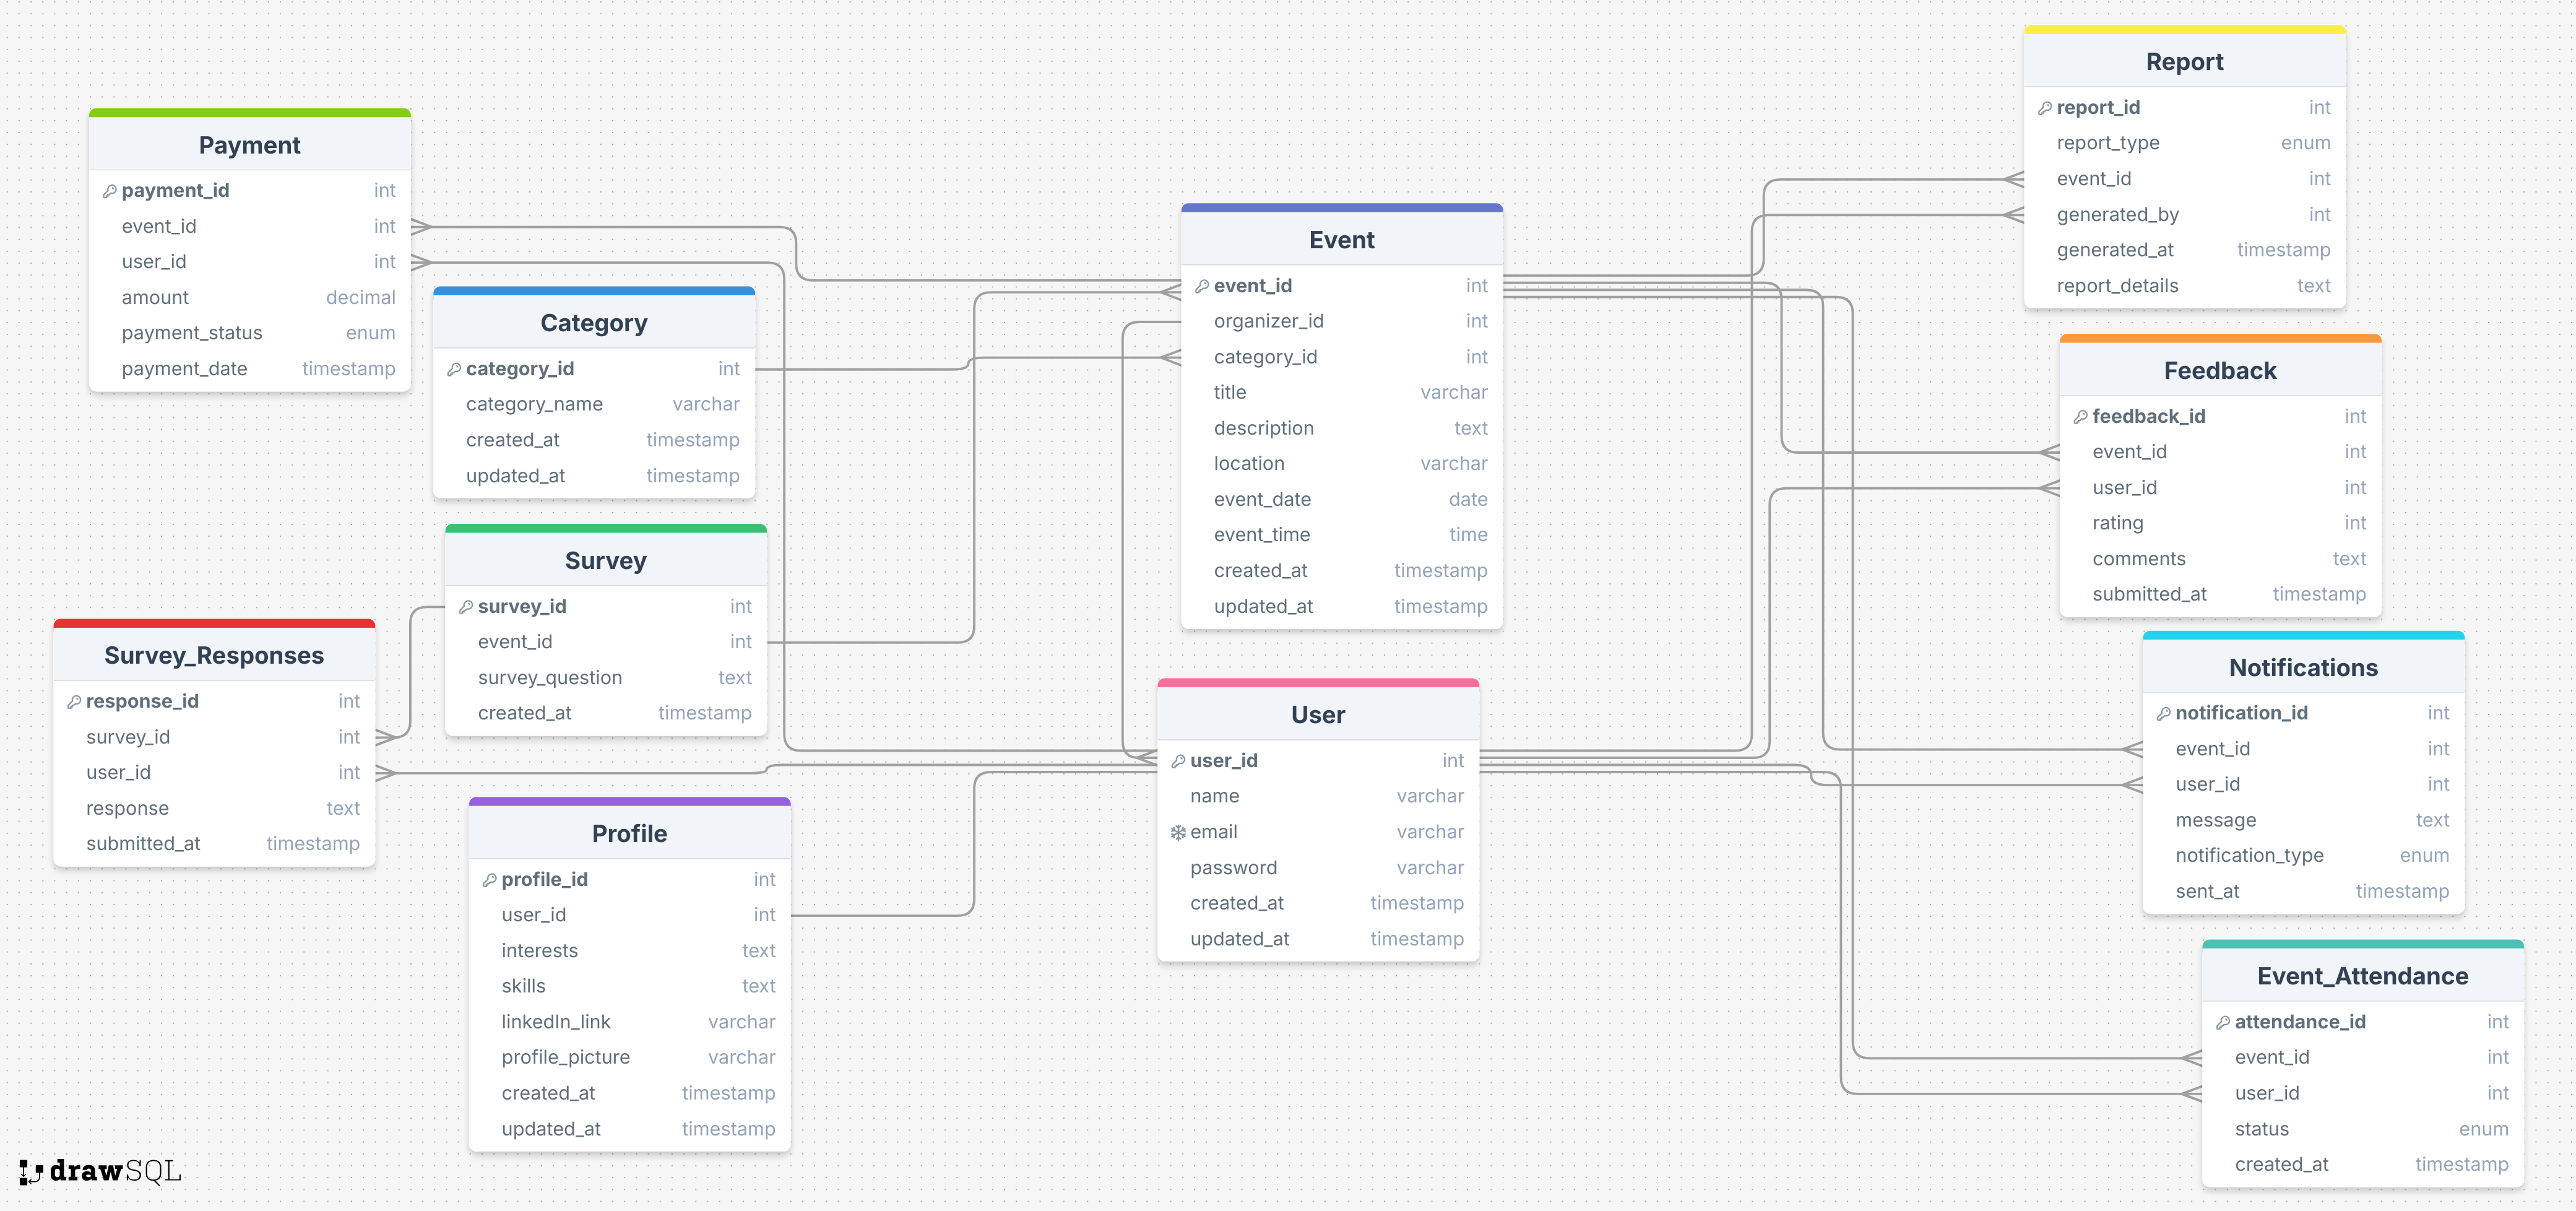 Payment
payment_id int
event_id int
user_id int
amount decimal
payment_status enum
payment_date timestamp
Category
category_id int
category_name varchar
created_at timestamp
updated_at timestamp
Survey
survey_id int
event_id int
survey_question text
created_at timestamp
Survey_Responses
response_id int
survey_id int
user_id int
response text
submitted_at timestamp
Profile
profile_id int
user_id int
interests text
skills text
linkedIn_link varchar
profile_picture varchar
created_at timestamp
updated_at timestamp
Event
event_id int
organizer_id int
category_id int
title varchar
description text
location varchar
event_date date
event_time time
created_at timestamp
updated_at timestamp
User
user_id int
name varchar
email varchar
password varchar
created_at timestamp
updated_at timestamp
Report
report_id int
report_type enum
event_id int
generated_by int
generated_at timestamp
report_details text
Feedback
feedback_id int
event_id int
user_id int
rating int
comments text
submitted_at timestamp
Notifications
notification_id int
event_id int
user_id int
message text
notification_type enum
sent_at timestamp
Event_Attendance
attendance_id int
event_id int
user_id int
status enum
created_at timestamp
drawSQL